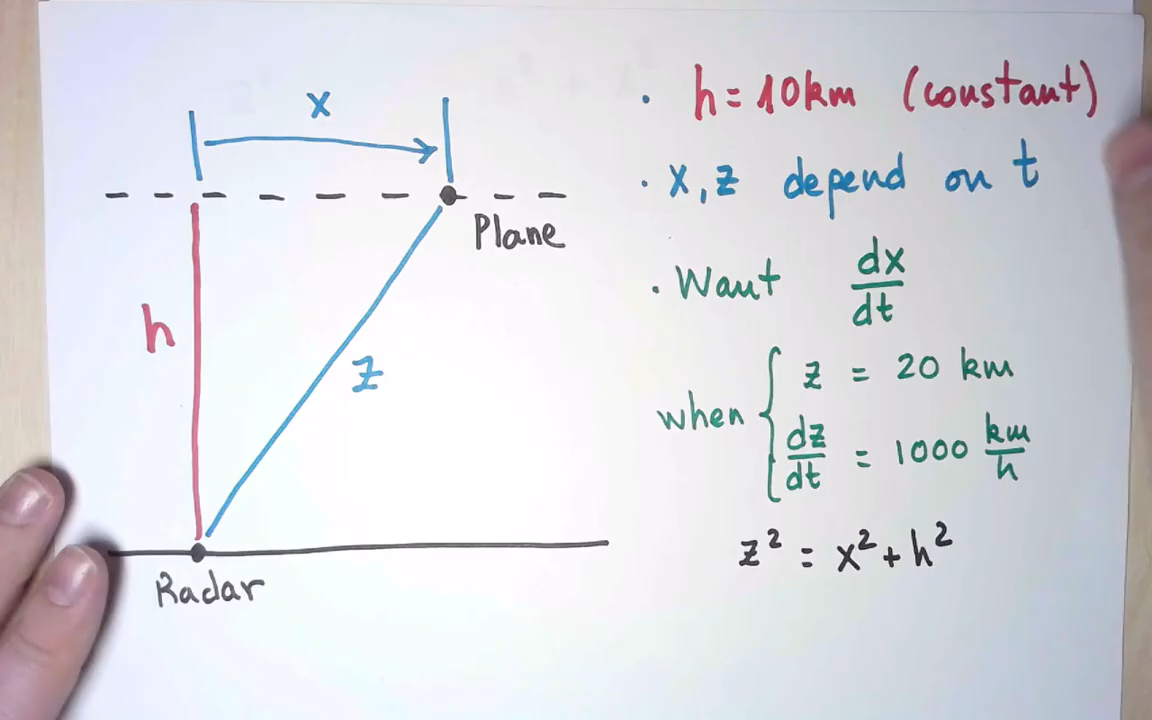 x
Plane
h
z
Radar
· h = 10km (constant)
· x, z depend on t
· Want dx/dt
when { z = 20 km
dz/dt = 1000 km/h
z² = x² + h²